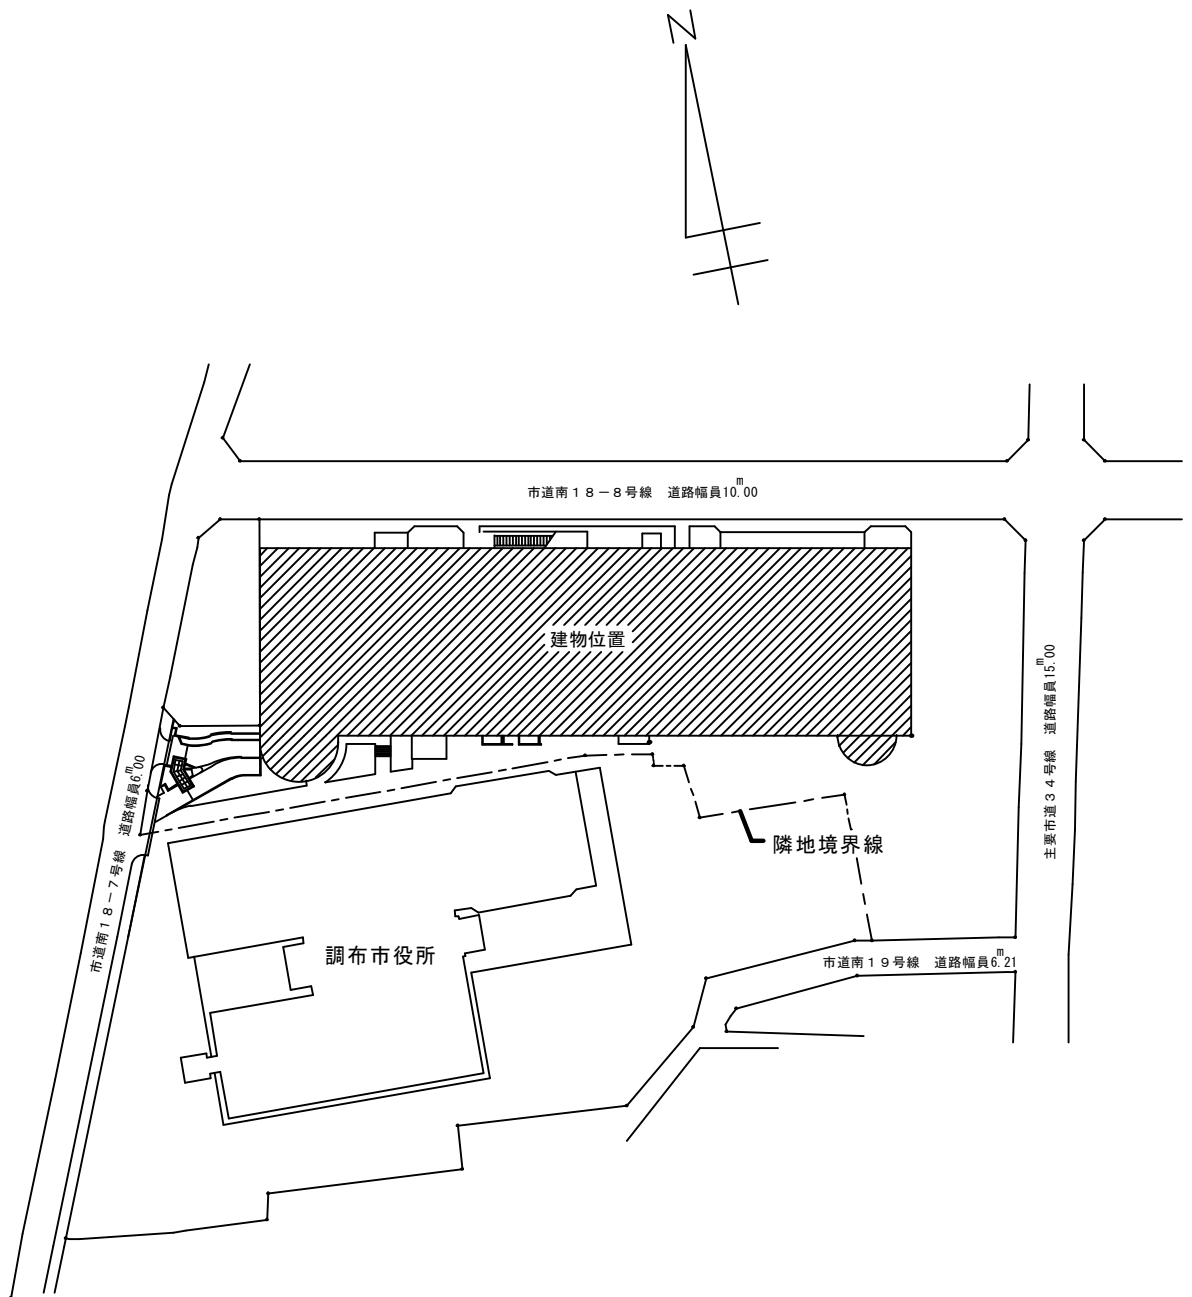 N
市道南１８－８号線　道路幅員10.00m
建物位置
主要市道３４号線　道路幅員15.00m
市道南１８－７号線　道路幅員6.00m
隣地境界線
調布市役所
市道南１９号線　道路幅員6.21m